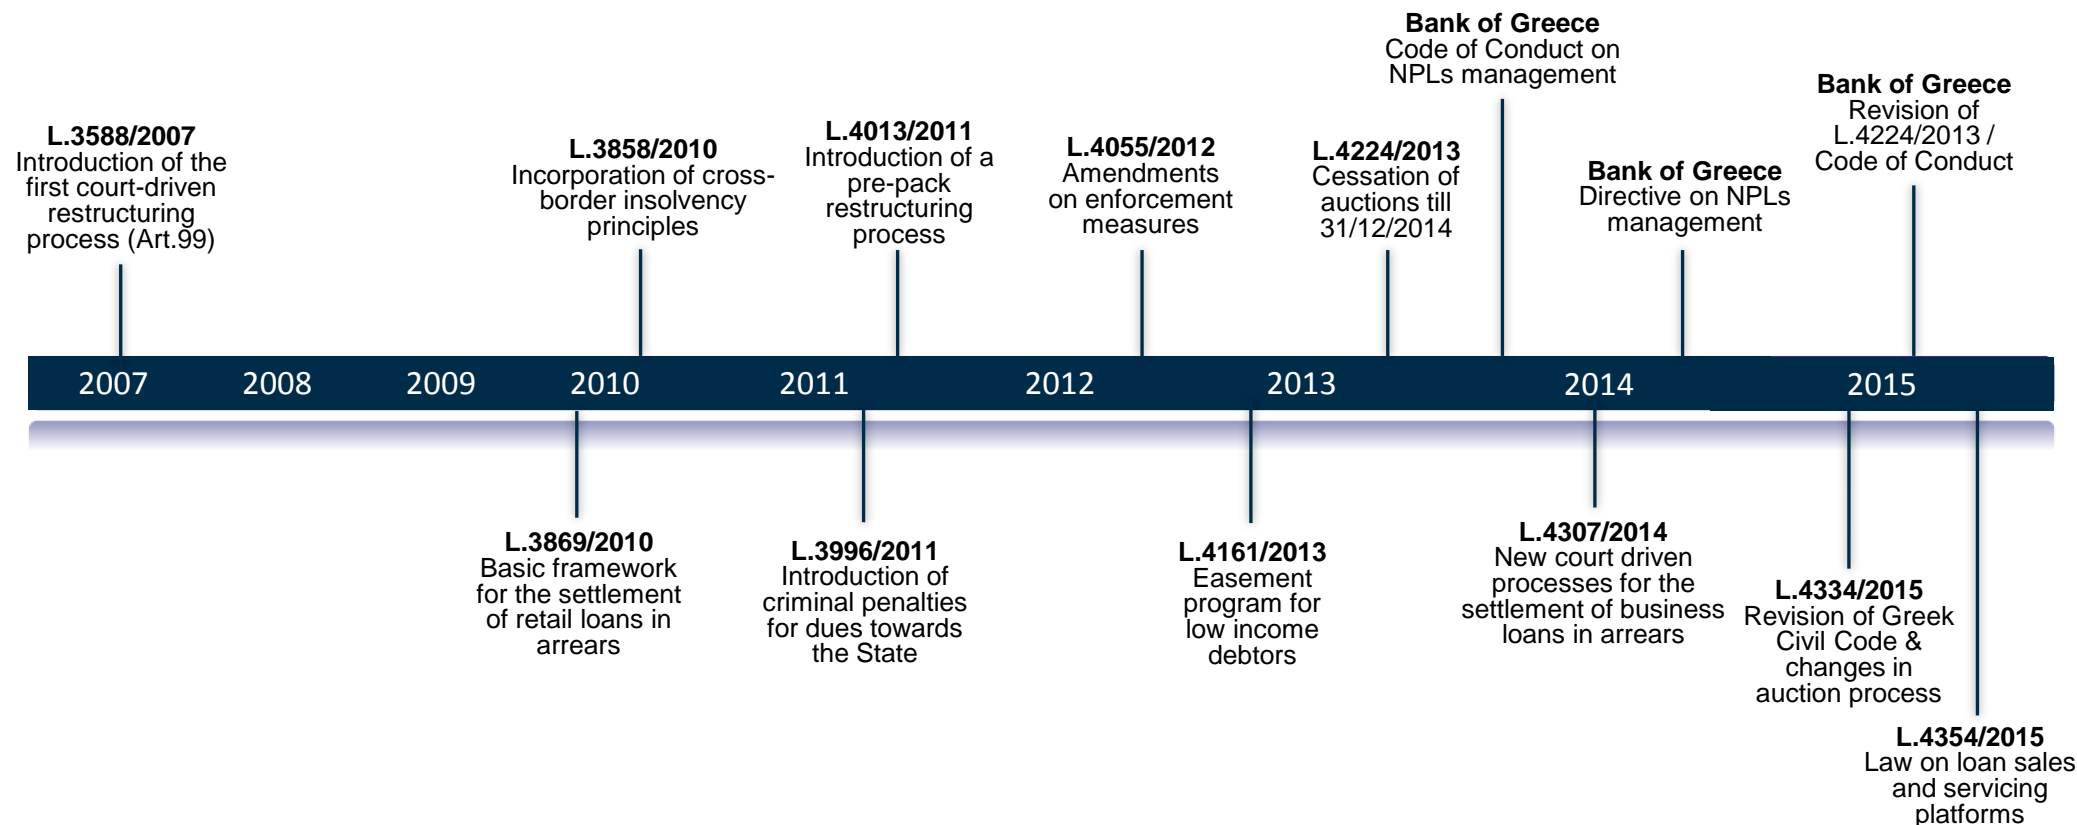 L.3588/2007
Introduction of the
first court-driven
restructuring
process (Art.99)
L.3858/2010
Incorporation of cross-
border insolvency
principles
L.4013/2011
Introduction of a
pre-pack
restructuring
process
L.4055/2012
Amendments
on enforcement
measures
L.4224/2013
Cessation of
auctions till
31/12/2014
Bank of Greece
Code of Conduct on
NPLs management
Bank of Greece
Directive on NPLs
management
Bank of Greece
Revision of
L.4224/2013 /
Code of Conduct
2007
2008
2009
2010
2011
2012
2013
2014
2015
L.3869/2010
Basic framework
for the settlement
of retail loans in
arrears
L.3996/2011
Introduction of
criminal penalties
for dues towards
the State
L.4161/2013
Easement
program for
low income
debtors
L.4307/2014
New court driven
processes for the
settlement of business
loans in arrears
L.4334/2015
Revision of Greek
Civil Code &
changes in
auction process
L.4354/2015
Law on loan sales
and servicing
platforms